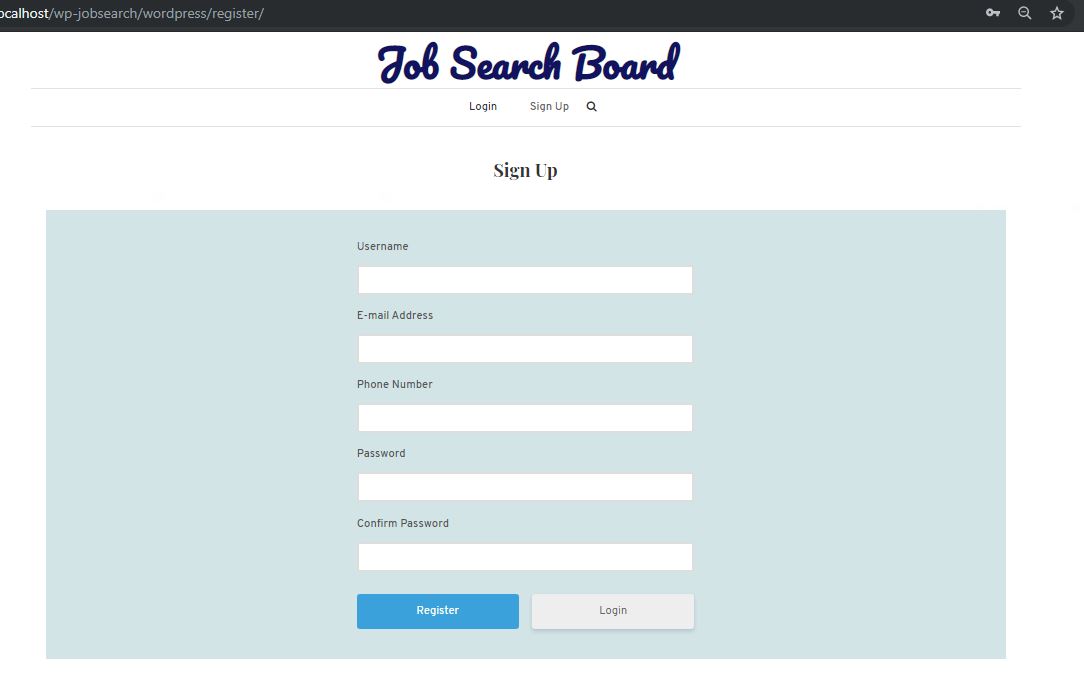 ocalhost/wp-jobsearch/wordpress/register/
Job Search Board
Login Sign Up
Sign Up
Username
E-mail Address
Phone Number
Password
Confirm Password
Register Login